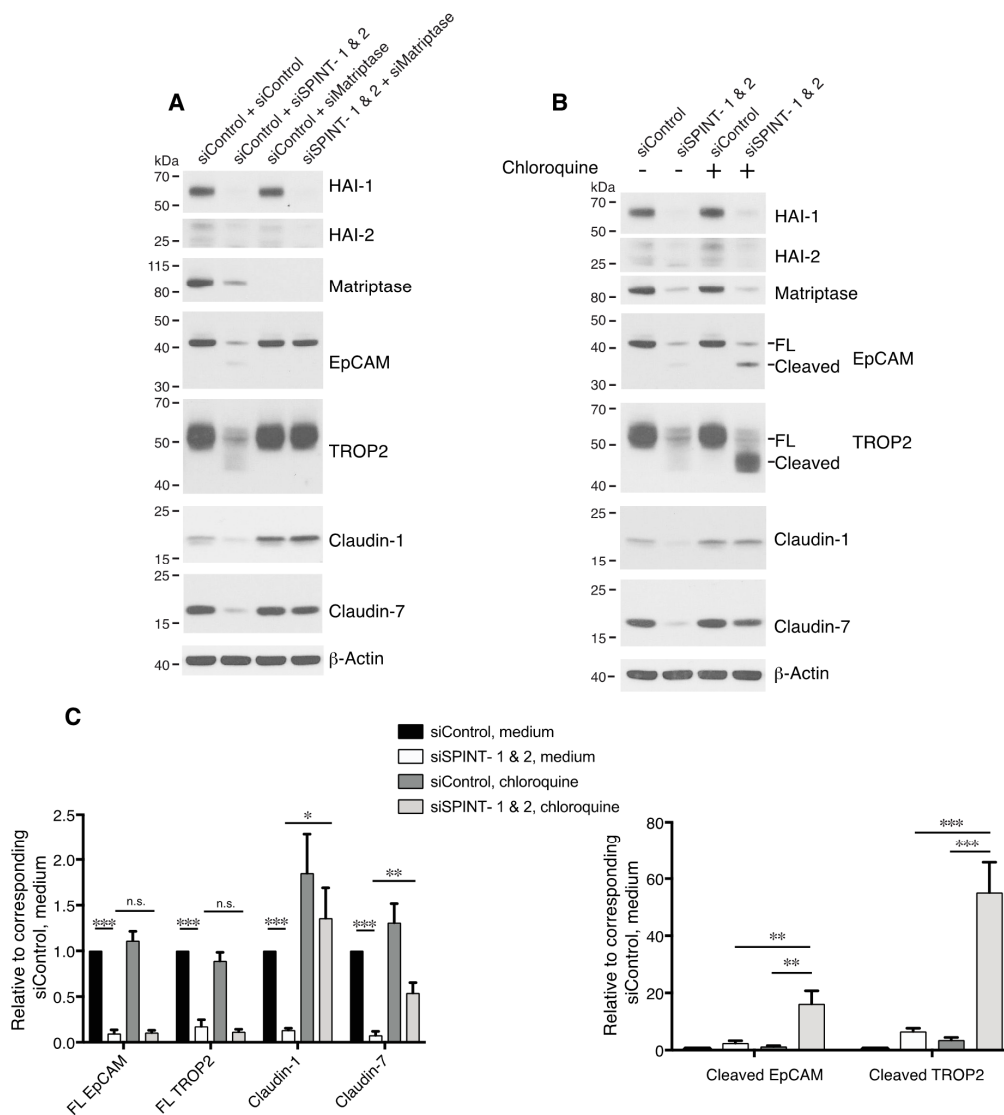 A
siControl + siControl
siControl + siSPINT- 1 & 2
siControl + siMatriptase
siSPINT- 1 & 2 + siMatriptase
kDa
70
50
HAI-1
25
HAI-2
115
80
Matriptase
50
40
30
EpCAM
70
50
40
TROP2
25
15
Claudin-1
25
15
Claudin-7
40
β-Actin
B
siControl
siSPINT- 1 & 2
siControl
siSPINT- 1 & 2
Chloroquine - - + +
kDa
70
50
HAI-1
25
HAI-2
80
Matriptase
50
40
30
FL
Cleaved
EpCAM
70
50
40
FL
Cleaved
TROP2
25
15
Claudin-1
25
15
Claudin-7
40
β-Actin
C
siControl, medium
siSPINT- 1 & 2, medium
siControl, chloroquine
siSPINT- 1 & 2, chloroquine
Relative to corresponding
siControl, medium
2.5
2.0
1.5
1.0
0.5
0.0
*** n.s.
*** n.s.
*** *
*** **
FL EpCAM
FL TROP2
Claudin-1
Claudin-7
Relative to corresponding
siControl, medium
80
60
40
20
0
**
**
***
***
Cleaved EpCAM
Cleaved TROP2